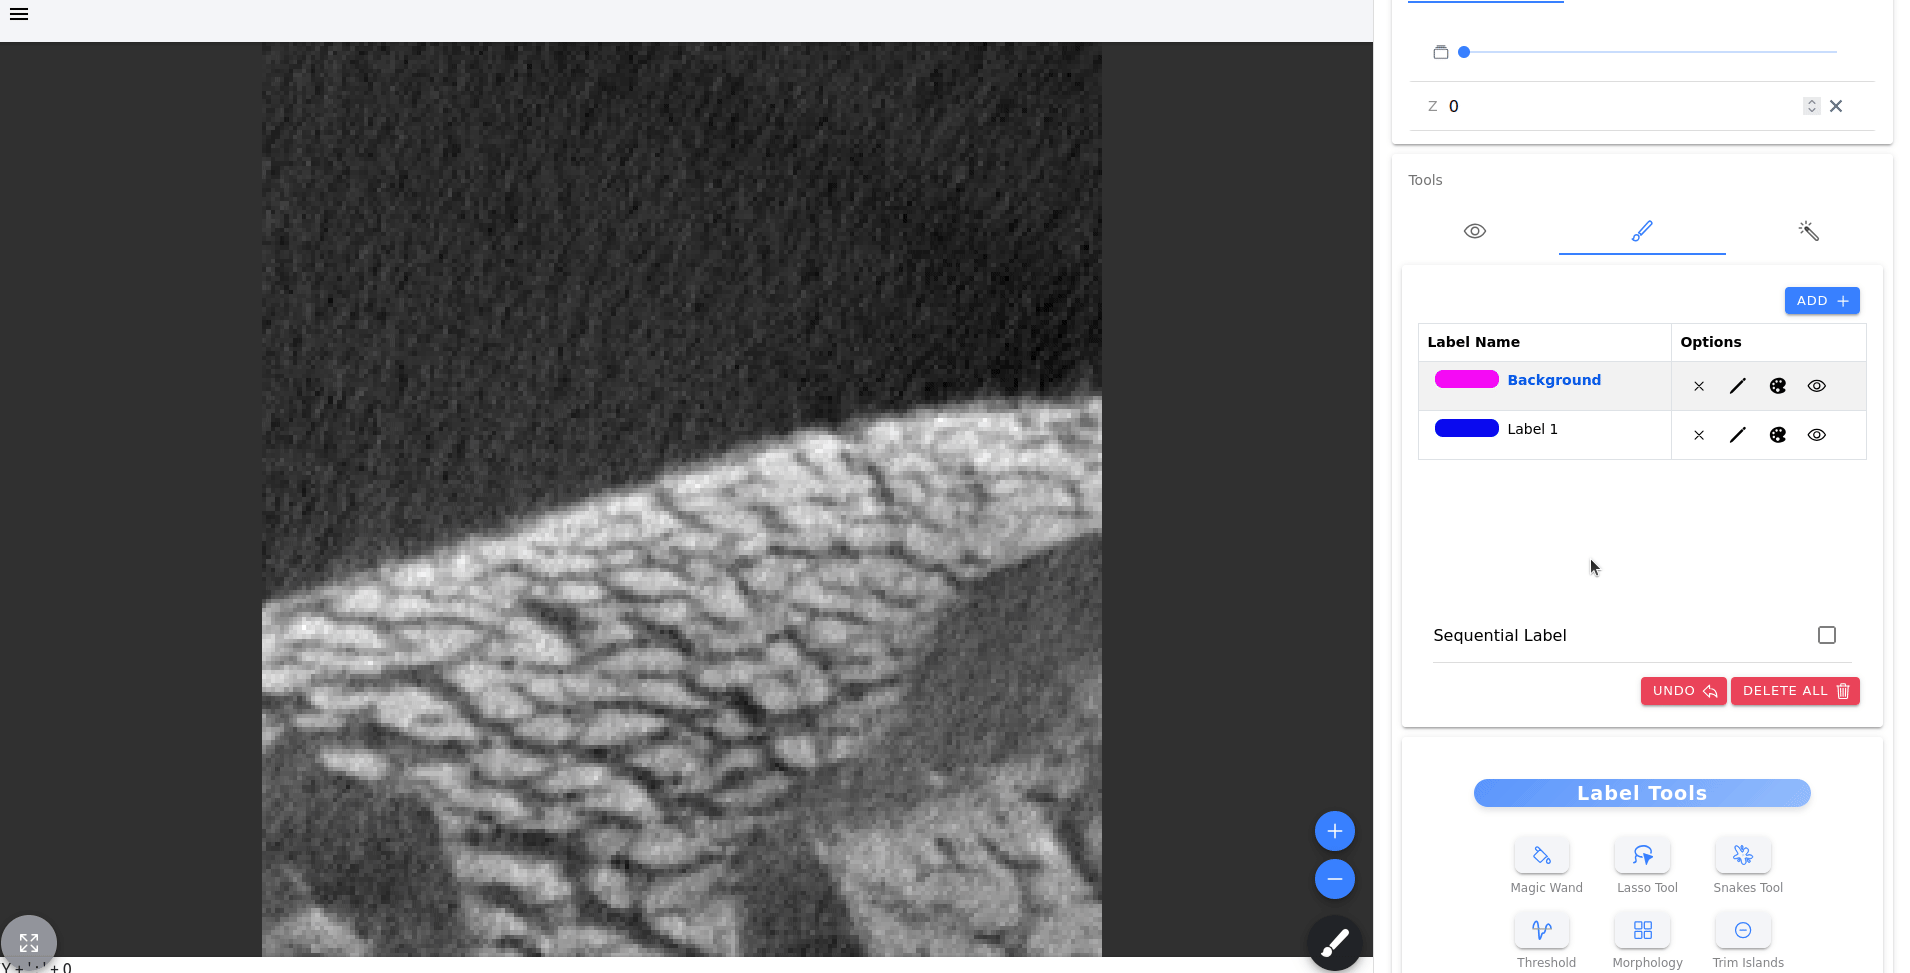 Z 0
Tools
ADD
Label Name Options
Background
Label 1
Sequential Label
UNDO DELETE ALL
Label Tools
Magic Wand Lasso Tool Snakes Tool
Threshold Morphology Trim Islands